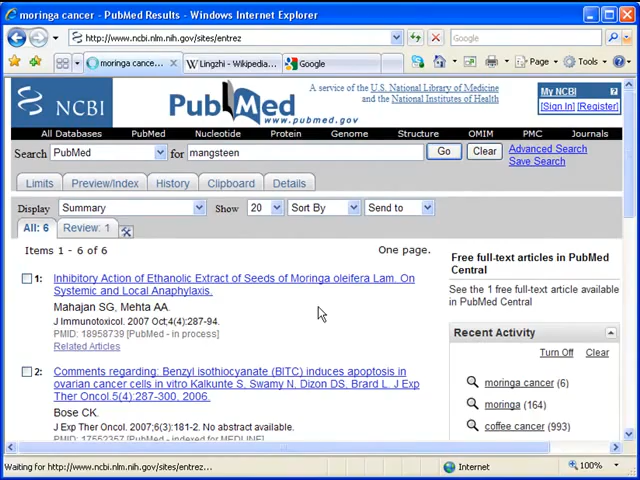 moringa cancer - PubMed Results - Windows Internet Explorer
http://www.ncbi.nlm.nih.gov/sites/entrez
Google
moringa cance...
Lingzhi - Wikipedia...
Google
Page
Tools
NCBI
PubMed
www.pubmed.gov
A service of the U.S. National Library of Medicine
and the National Institutes of Health
My NCBI
?
[Sign In] [Register]
All Databases PubMed Nucleotide Protein Genome Structure OMIM PMC Journals
Search PubMed for mangsteen Go Clear
Advanced Search
Save Search
Limits Preview/Index History Clipboard Details
Display Summary Show 20 Sort By Send to
All: 6 Review: 1
Items 1 - 6 of 6
One page.
1: Inhibitory Action of Ethanolic Extract of Seeds of Moringa oleifera Lam. On
Systemic and Local Anaphylaxis.
Mahajan SG, Mehta AA.
J Immunotoxicol. 2007 Oct;4(4):287-94.
PMID: 18958739 [PubMed - in process]
Related Articles
2: Comments regarding: Benzyl isothiocyanate (BITC) induces apoptosis in
ovarian cancer cells in vitro Kalkunte S, Swamy N, Dizon DS, Brard L. J Exp
Ther Oncol.5(4):287-300, 2006.
Bose CK.
J Exp Ther Oncol. 2007;6(3):181-2. No abstract available.
PMID: 17552357 [PubMed - indexed for MEDLINE]
Free full-text articles in PubMed
Central
See the 1 free full-text article available
in PubMed Central
Recent Activity
Turn Off Clear
moringa cancer (6)
moringa (164)
coffee cancer (993)
Waiting for http://www.ncbi.nlm.nih.gov/sites/entrez...
Internet
100%